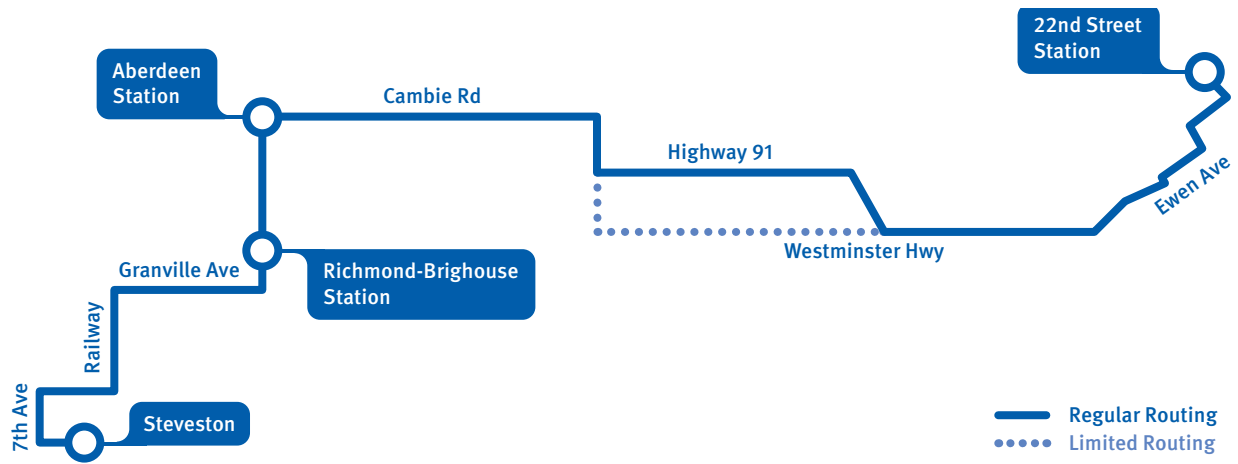 22nd Street
Station
Aberdeen
Station
Cambie Rd
Highway 91
Ewen Ave
Westminster Hwy
Granville Ave
Richmond-Brighouse
Station
Railway
7th Ave
Steveston
Regular Routing
Limited Routing